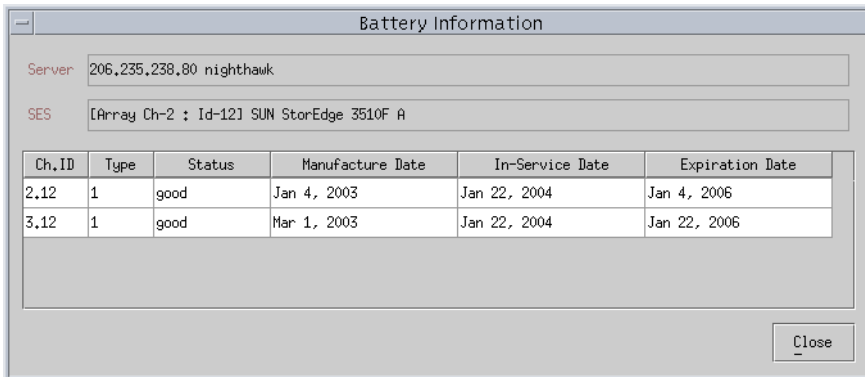 Battery Information
Server 206.235.238.80 nighthawk
SES [Array Ch-2 : Id-12] SUN StorEdge 3510F A
Ch.ID Type Status Manufacture Date In-Service Date Expiration Date
2.12 1 good Jan 4, 2003 Jan 22, 2004 Jan 4, 2006
3.12 1 good Mar 1, 2003 Jan 22, 2004 Jan 22, 2006
Close